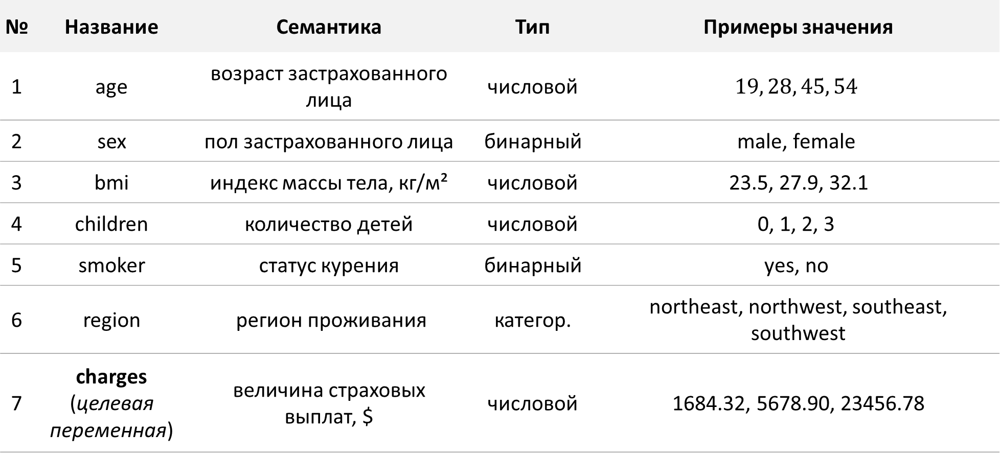 № Название Семантика Тип Примеры значения
1 age возраст застрахованного лица числовой 19, 28, 45, 54
2 sex пол застрахованного лица бинарный male, female
3 bmi индекс массы тела, кг/м² числовой 23.5, 27.9, 32.1
4 children количество детей числовой 0, 1, 2, 3
5 smoker статус курения бинарный yes, no
6 region регион проживания категор. northeast, northwest, southeast, southwest
7 charges (целевая переменная) величина страховых выплат, $ числовой 1684.32, 5678.90, 23456.78